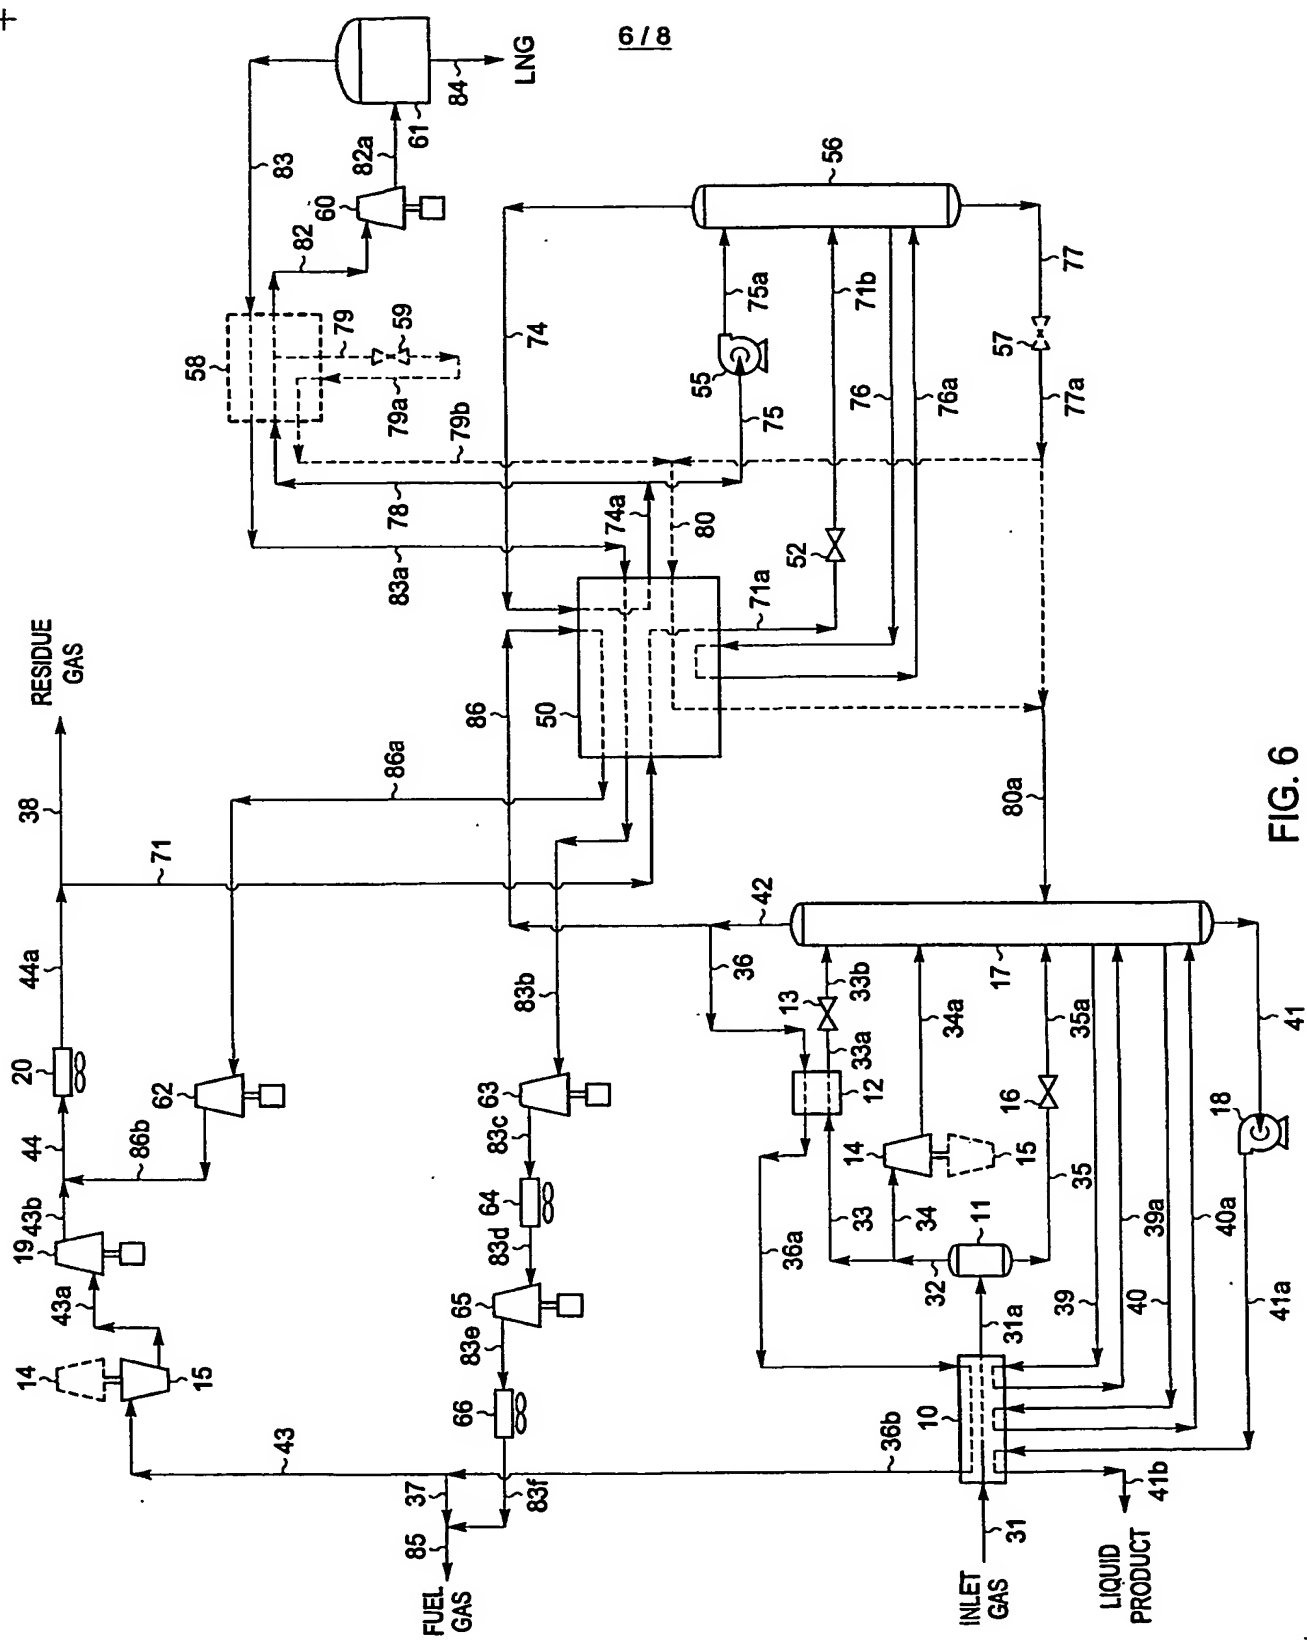 6 / 8
RESIDUE
GAS
38
71
44a
20
44
86b
62
43b
19
43a
14
15
43
37
85
FUEL
GAS
83f
66
83e
65
83d
64
83c
63
83b
86a
86
50
83a
74a
80
71a
52
78
79b
79a
79
59
58
83
82
60
82a
61
84
LNG
74
75a
55
75
71b
76
76a
56
77
57
77a
80a
42
36
17
13
33b
33a
12
34a
35a
16
14
15
33
34
35
11
32
31a
36a
36b
10
31
INLET
GAS
39
39a
40
40a
41
18
41a
41b
LIQUID
PRODUCT
FIG. 6